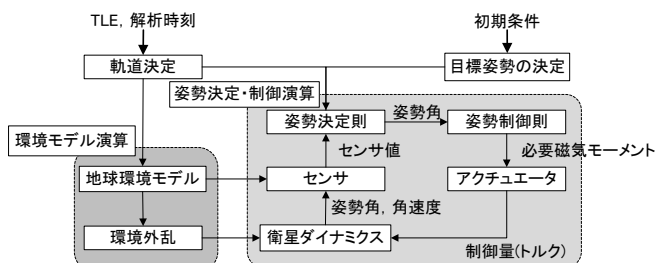 TLE, 解析時刻
初期条件
軌道決定
目標姿勢の決定
姿勢決定・制御演算
姿勢決定則
姿勢角
姿勢制御則
環境モデル演算
センサ値
必要磁気モーメント
地球環境モデル
センサ
アクチュエータ
姿勢角, 角速度
環境外乱
衛星ダイナミクス
制御量(トルク)